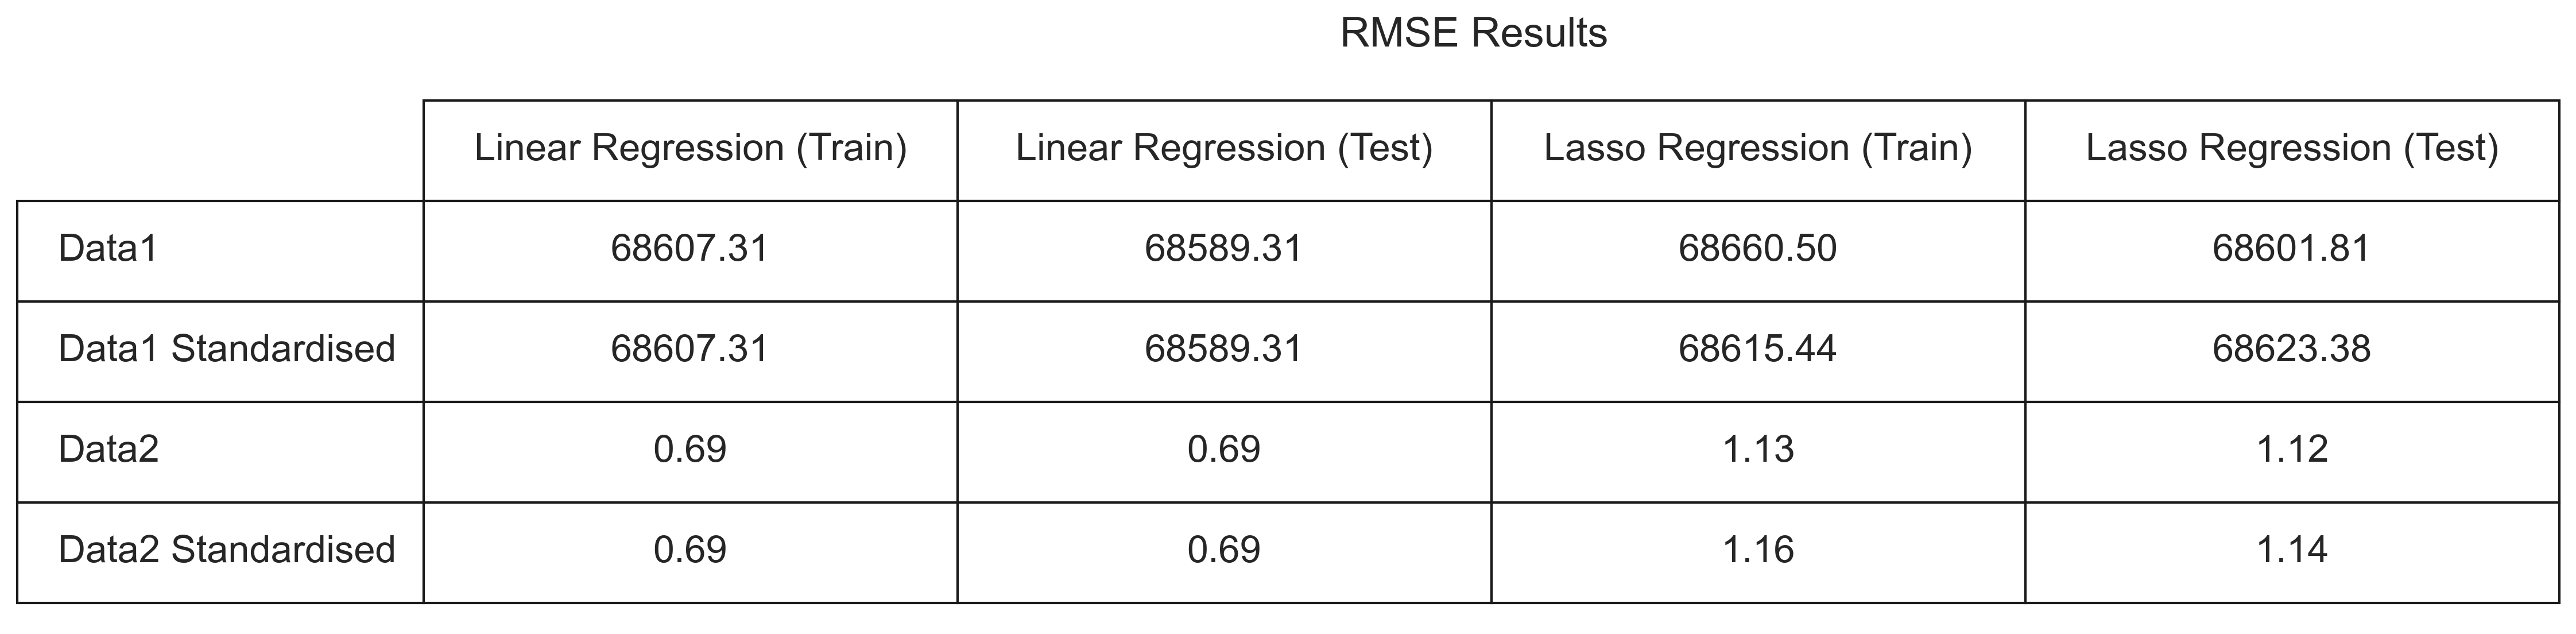 RMSE Results
Linear Regression (Train) Linear Regression (Test) Lasso Regression (Train) Lasso Regression (Test)
Data1 68607.31 68589.31 68660.50 68601.81
Data1 Standardised 68607.31 68589.31 68615.44 68623.38
Data2 0.69 0.69 1.13 1.12
Data2 Standardised 0.69 0.69 1.16 1.14